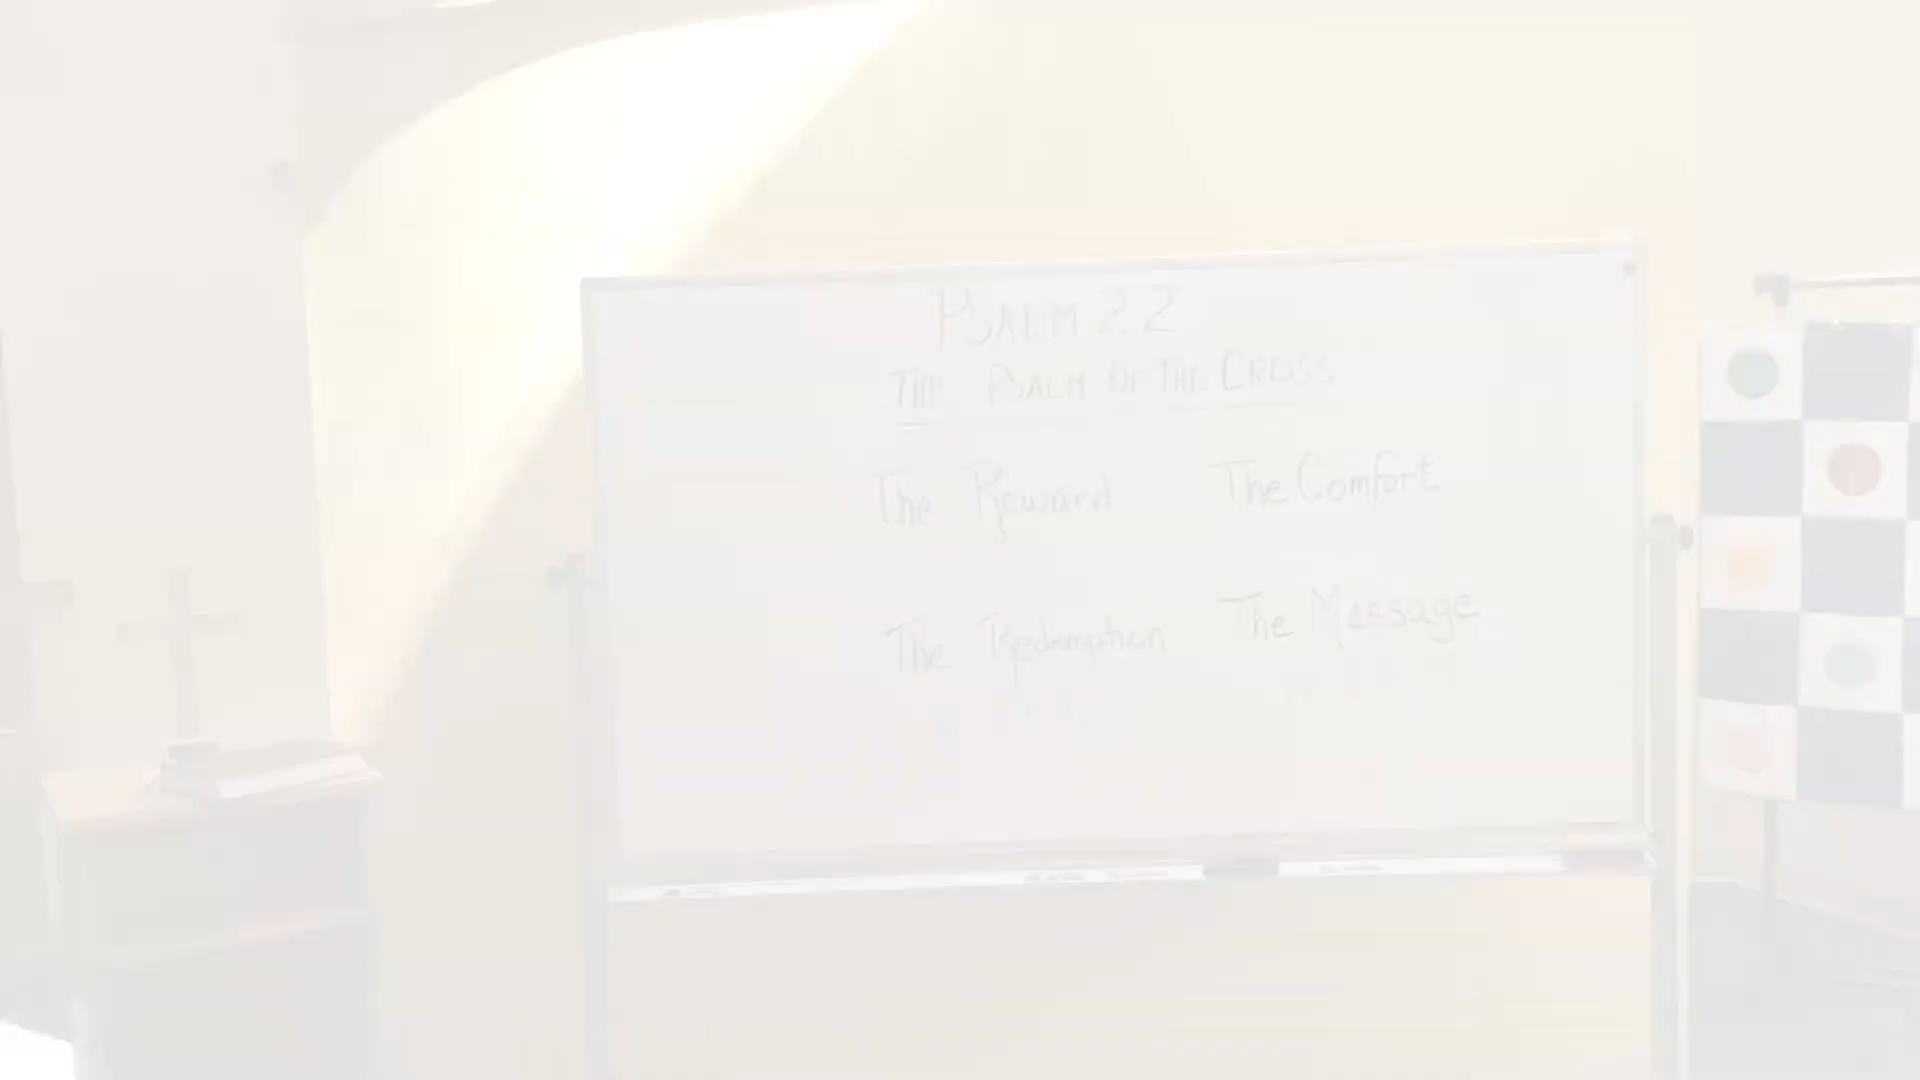 PSALM 22
THE PSALM OF THE CROSS
The Reward The Comfort
The Redemption The Message